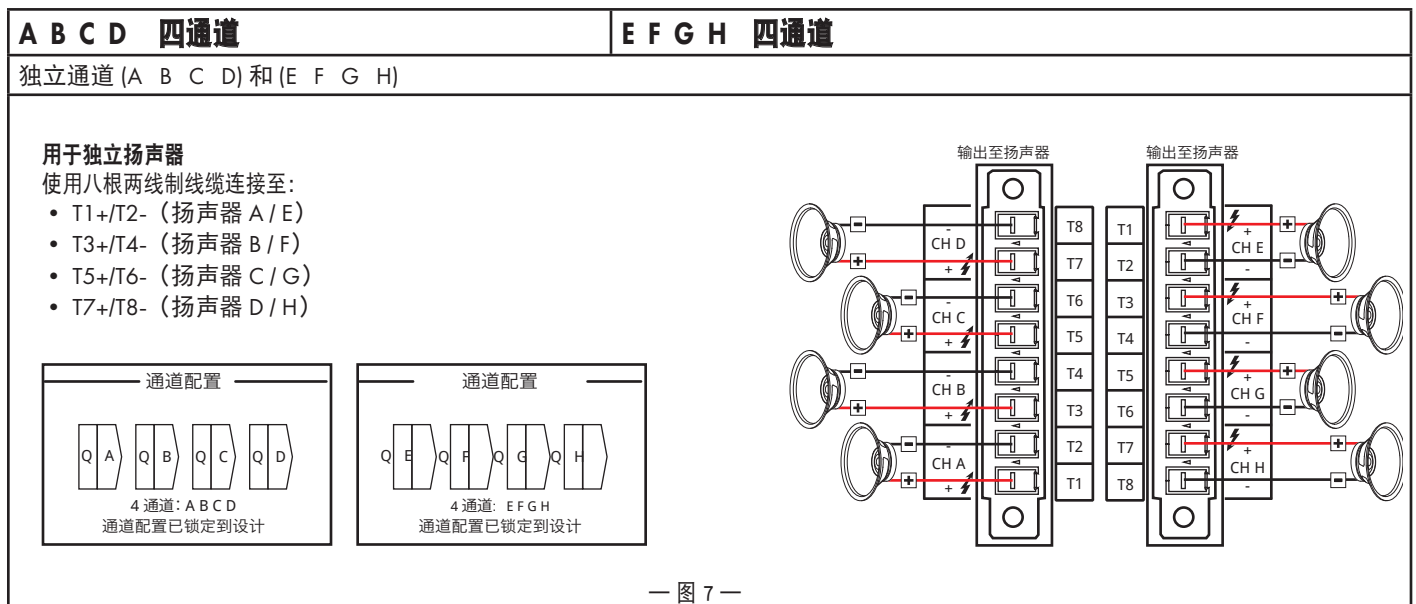 A B C D 四通道
E F G H 四通道
独立通道 (A B C D) 和 (E F G H)
用于独立扬声器
使用八根两线制线缆连接至：
• T1+/T2-（扬声器 A / E）
• T3+/T4-（扬声器 B / F）
• T5+/T6-（扬声器 C / G）
• T7+/T8-（扬声器 D / H）
通道配置
Q A Q B Q C Q D
4 通道：A B C D
通道配置已锁定到设计
通道配置
Q E Q F Q G Q H
4 通道: E F G H
通道配置已锁定到设计
输出至扬声器
- - T8
CH D
+ + T7
- - T6
CH C
+ + T5
- - T4
CH B
+ + T3
- - T2
CH A
+ + T1
输出至扬声器
T1 + +
CH E
T2 - -
T3 + +
CH F
T4 - -
T5 + +
CH G
T6 - -
T7 + +
CH H
T8 - -
— 图 7 —